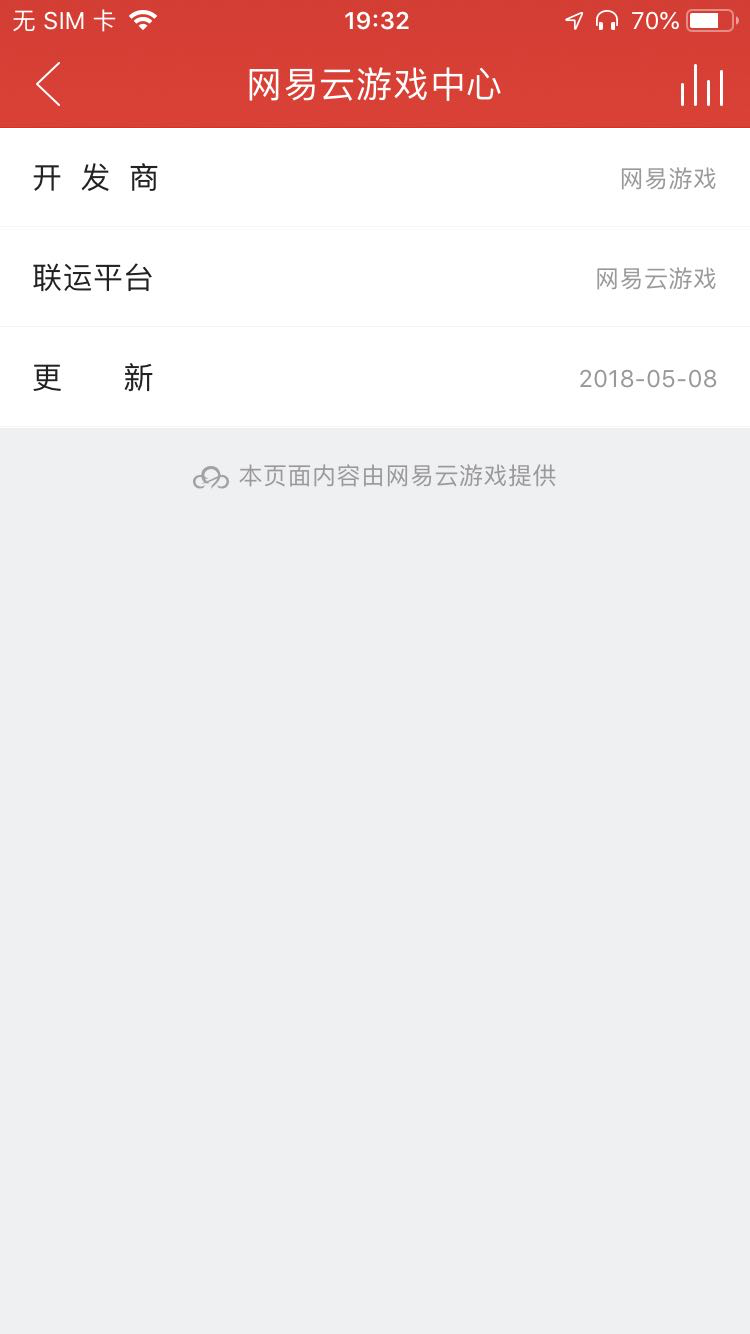 无 SIM 卡 19:32 70%
网易云游戏中心
开 发 商 网易游戏
联运平台 网易云游戏
更 新 2018-05-08
本页面内容由网易云游戏提供